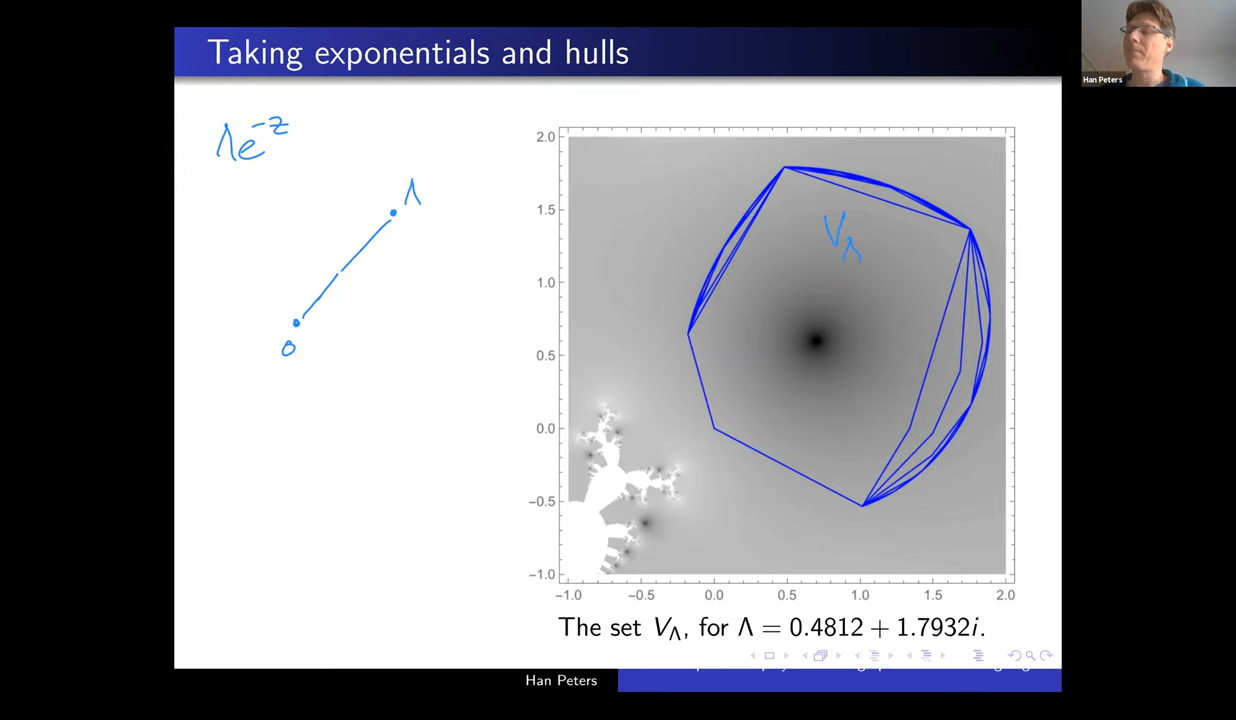 Taking exponentials and hulls
Λe^{-z}
Λ
0
V_Λ
2.0
1.5
1.0
0.5
0.0
−0.5
−1.0
−1.0 −0.5 0.0 0.5 1.0 1.5 2.0
The set V_Λ, for Λ = 0.4812 + 1.7932i.
Han Peters
Han Peters